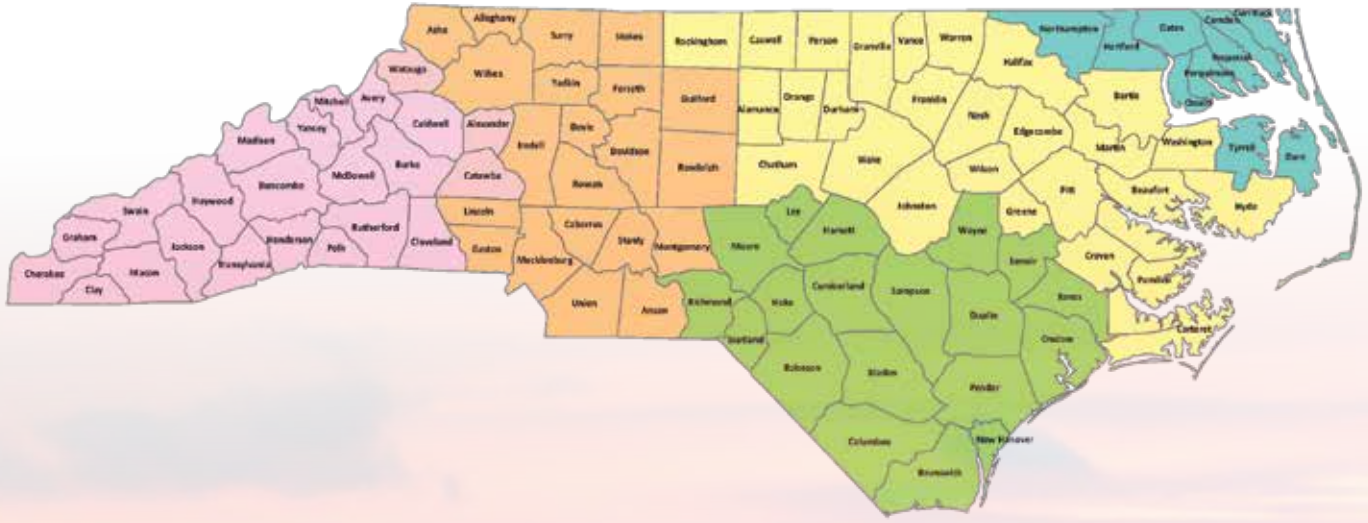 Ashe
Alleghany
Surry
Stokes
Rockingham
Caswell
Person
Granville
Vance
Warren
Northampton
Hertford
Gates
Camden
Currituck
Pasquotank
Perquimans
Chowan
Halifax
Bertie
Watauga
Wilkes
Yadkin
Forsyth
Guilford
Alamance
Orange
Durham
Franklin
Nash
Edgecombe
Martin
Washington
Tyrrell
Dare
Mitchell
Avery
Caldwell
Alexander
Iredell
Davie
Davidson
Randolph
Chatham
Wake
Wilson
Pitt
Beaufort
Hyde
Madison
Yancey
McDowell
Burke
Catawba
Rowan
Johnston
Greene
Swain
Haywood
Buncombe
Rutherford
Lincoln
Cabarrus
Stanly
Montgomery
Moore
Lee
Harnett
Wayne
Lenoir
Craven
Pamlico
Graham
Cherokee
Clay
Macon
Jackson
Transylvania
Henderson
Polk
Cleveland
Gaston
Mecklenburg
Union
Anson
Richmond
Hoke
Cumberland
Sampson
Duplin
Jones
Carteret
Scotland
Robeson
Bladen
Pender
Onslow
Columbus
Brunswick
New Hanover